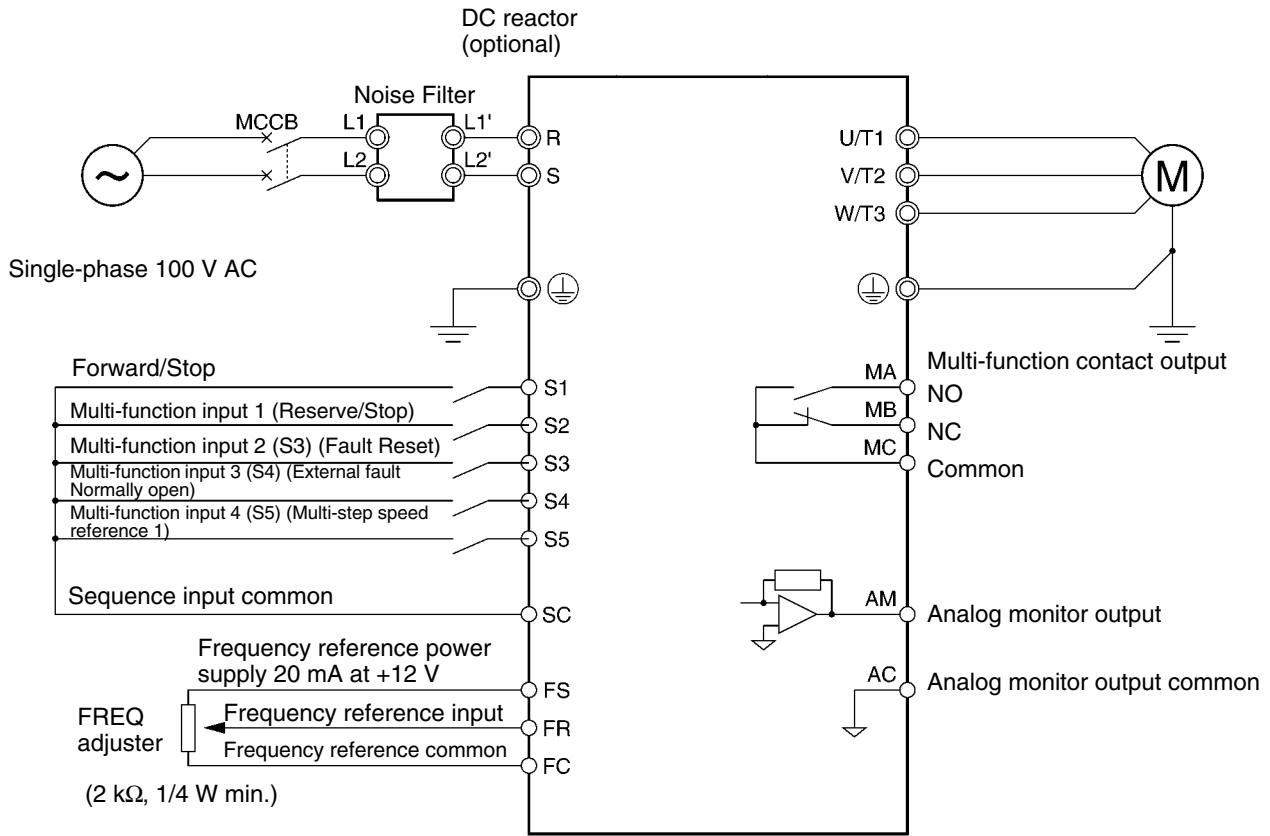 DC reactor
(optional)
Noise Filter
MCCB
L1
L1'
R
L2
L2'
S
~
U/T1
V/T2
W/T3
M
Single-phase 100 V AC
Forward/Stop
S1
Multi-function input 1 (Reserve/Stop)
S2
Multi-function input 2 (S3) (Fault Reset)
S3
Multi-function input 3 (S4) (External fault
Normally open)
S4
Multi-function input 4 (S5) (Multi-step speed
reference 1)
S5
Sequence input common
SC
Frequency reference power
supply 20 mA at +12 V
FS
FREQ
adjuster
Frequency reference input
FR
Frequency reference common
FC
(2 kΩ, 1/4 W min.)
Multi-function contact output
MA
NO
MB
NC
MC
Common
AM
Analog monitor output
AC
Analog monitor output common